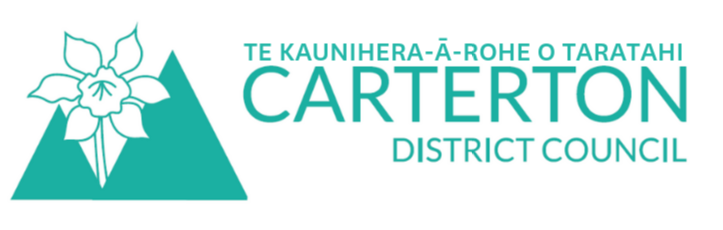 TE KAUNIHERA-Ā-ROHE O TARATAHI
CARTERTON
DISTRICT COUNCIL